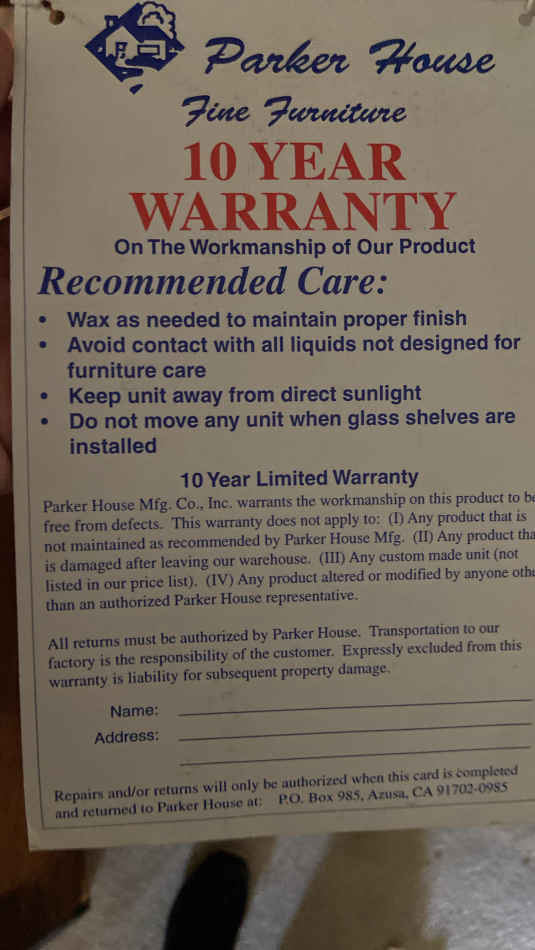 Parker House
Fine Furniture
10 YEAR
WARRANTY
On The Workmanship of Our Product
Recommended Care:
• Wax as needed to maintain proper finish
• Avoid contact with all liquids not designed for
furniture care
• Keep unit away from direct sunlight
• Do not move any unit when glass shelves are
installed
10 Year Limited Warranty
Parker House Mfg. Co., Inc. warrants the workmanship on this product to be
free from defects. This warranty does not apply to: (I) Any product that is
not maintained as recommended by Parker House Mfg. (II) Any product tha
is damaged after leaving our warehouse. (III) Any custom made unit (not
listed in our price list). (IV) Any product altered or modified by anyone othe
than an authorized Parker House representative.
All returns must be authorized by Parker House. Transportation to our
factory is the responsibility of the customer. Expressly excluded from this
warranty is liability for subsequent property damage.
Name:
Address:
Repairs and/or returns will only be authorized when this card is completed
and returned to Parker House at: P.O. Box 985, Azusa, CA 91702-0985